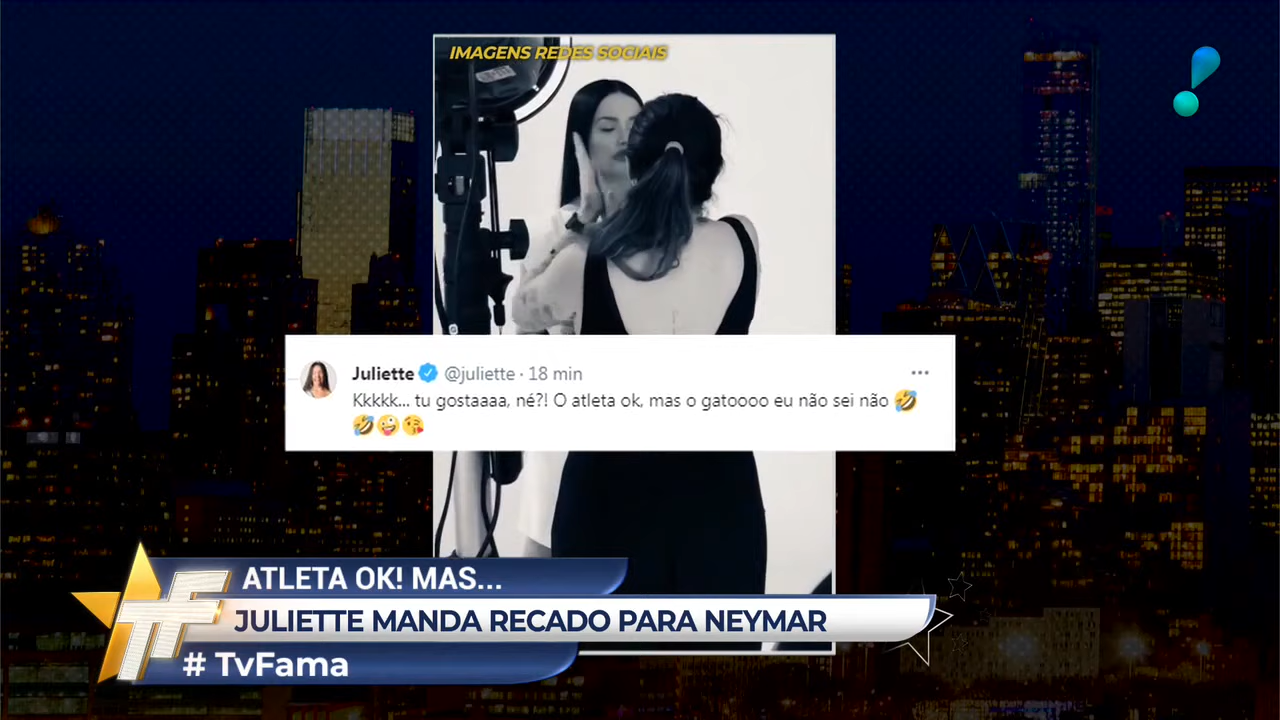 IMAGENS REDES SOCIAIS
Juliette @juliette · 18 min
Kkkkk... tu gostaaaa, né?! O atleta ok, mas o gatoooo eu não sei não 🤣
🤣🤪😘
ATLETA OK! MAS...
JULIETTE MANDA RECADO PARA NEYMAR
TF
# TvFama